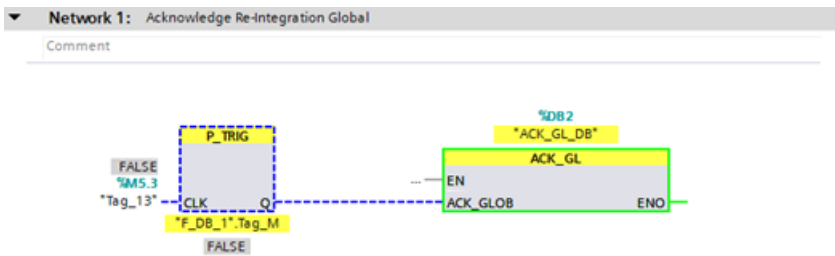 Network 1: Acknowledge Re-Integration Global
Comment
%DB2
"ACK_GL_DB"
P_TRIG
ACK_GL
FALSE
%M5.3
"Tag_13"
CLK Q
"F_DB_1".Tag_M
FALSE
... EN
ACK_GLOB ENO